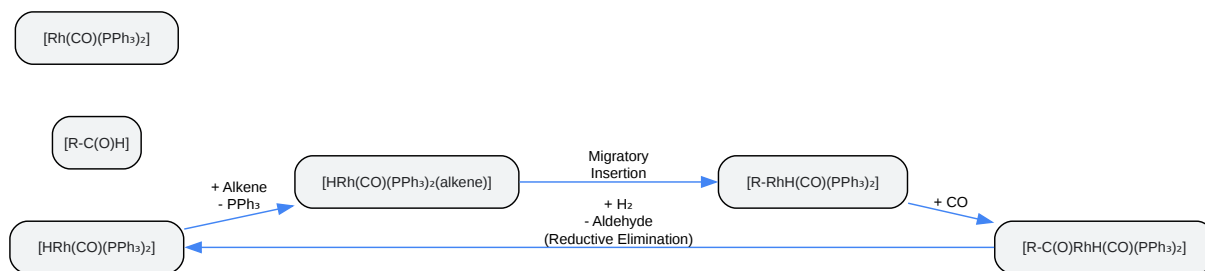 [Rh(CO)(PPh₃)₂]
[R-C(O)H]
[HRh(CO)(PPh₃)₂]
+ Alkene
- PPh₃
[HRh(CO)(PPh₃)₂(alkene)]
Migratory
Insertion
[R-RhH(CO)(PPh₃)₂]
+ CO
[R-C(O)RhH(CO)(PPh₃)₂]
+ H₂
- Aldehyde
(Reductive Elimination)